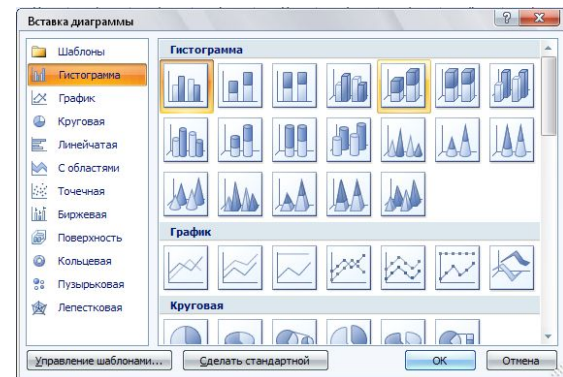 Вставка диаграммы
Шаблоны
Гистограмма
График
Круговая
Линейчатая
С областями
Точечная
Биржевая
Поверхность
Кольцевая
Пузырьковая
Лепестковая
Гистограмма
График
Круговая
Управление шаблонами...
Сделать стандартной
ОК
Отмена